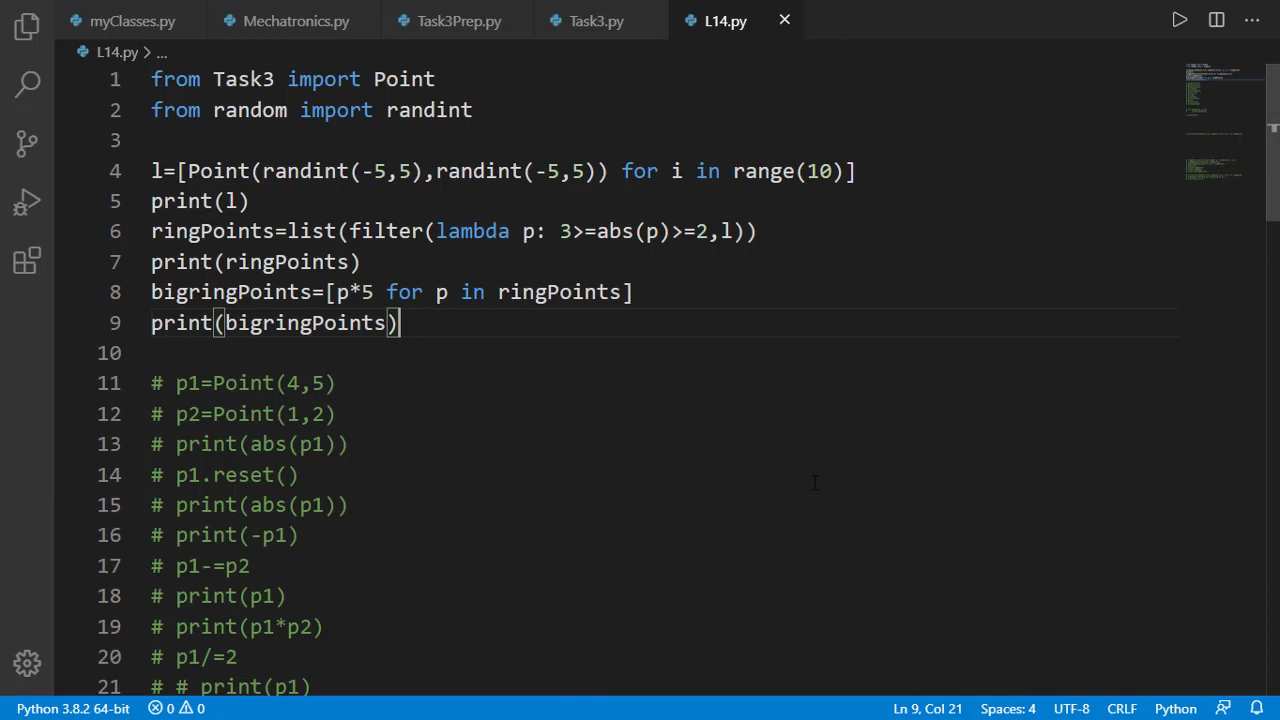 myClasses.py Mechatronics.py Task3Prep.py Task3.py L14.py ×
L14.py > ...
1 from Task3 import Point
2 from random import randint
3
4 l=[Point(randint(-5,5),randint(-5,5)) for i in range(10)]
5 print(l)
6 ringPoints=list(filter(lambda p: 3>=abs(p)>=2,l))
7 print(ringPoints)
8 bigringPoints=[p*5 for p in ringPoints]
9 print(bigringPoints)
10
11 # p1=Point(4,5)
12 # p2=Point(1,2)
13 # print(abs(p1))
14 # p1.reset()
15 # print(abs(p1))
16 # print(-p1)
17 # p1-=p2
18 # print(p1)
19 # print(p1*p2)
20 # p1/=2
21 # # print(p1)
Python 3.8.2 64-bit 0 0 Ln 9, Col 21 Spaces: 4 UTF-8 CRLF Python